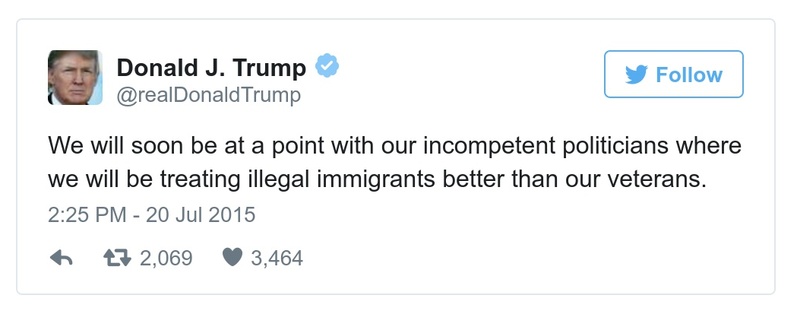 Donald J. Trump
@realDonaldTrump
Follow
We will soon be at a point with our incompetent politicians where
we will be treating illegal immigrants better than our veterans.
2:25 PM - 20 Jul 2015
2,069 3,464